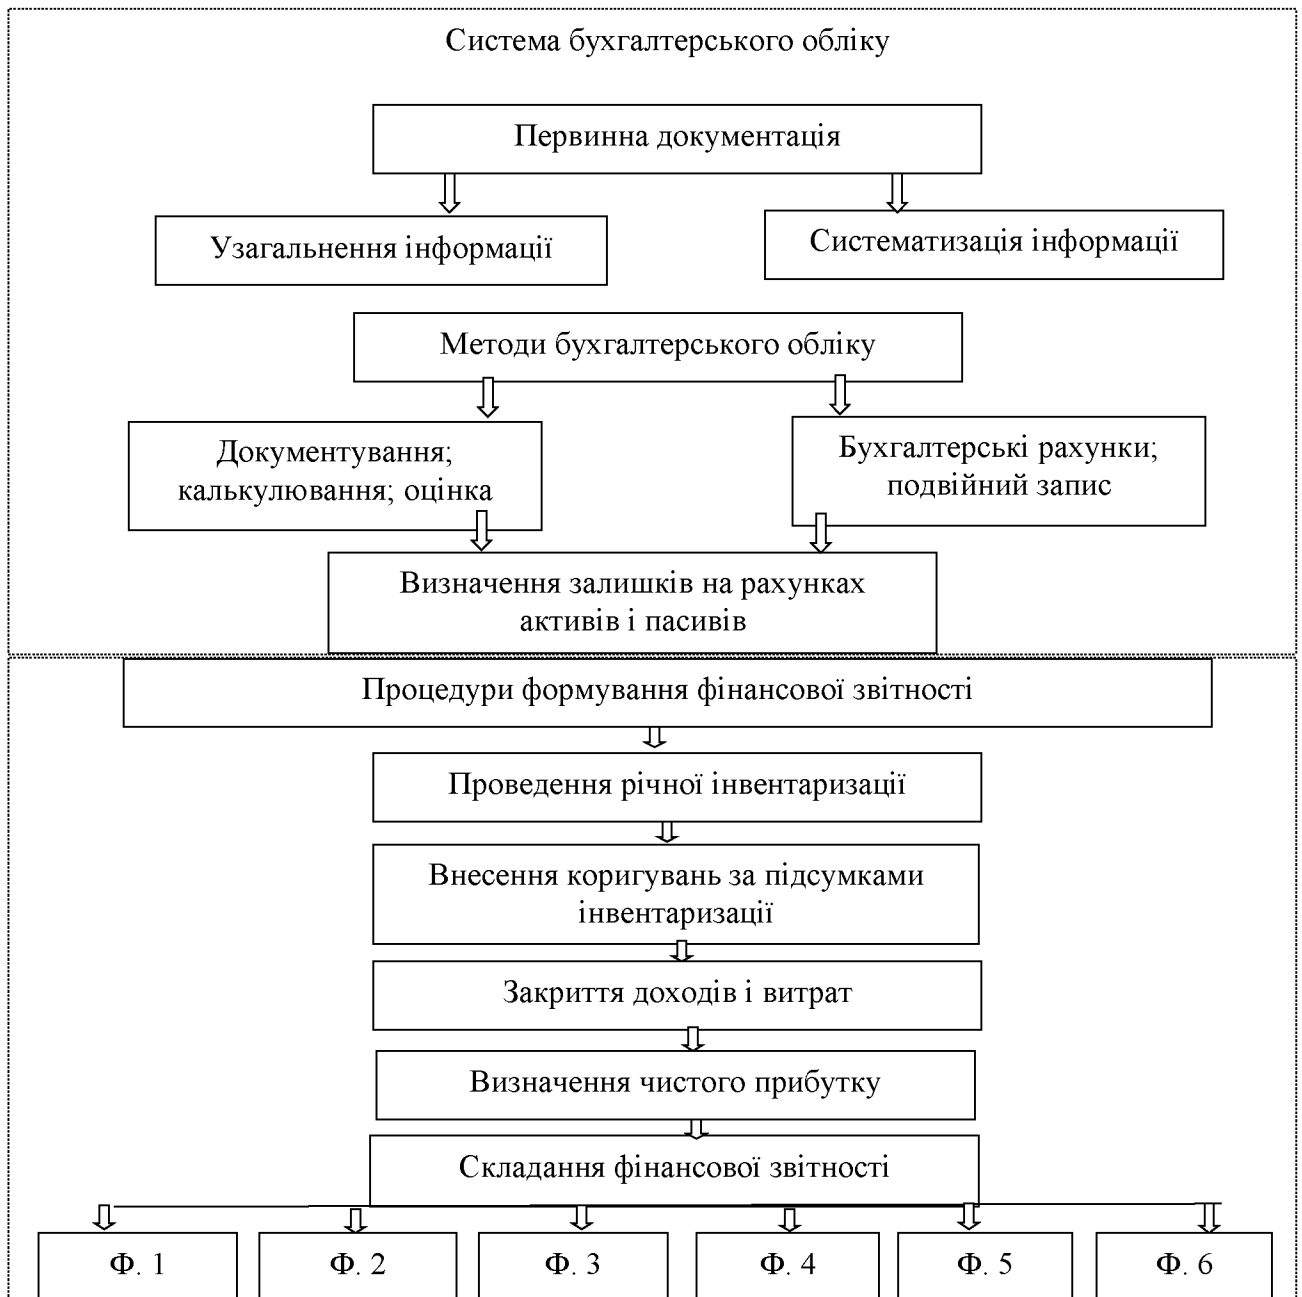 Система бухгалтерського обліку
Первинна документація
Узагальнення інформації
Систематизація інформації
Методи бухгалтерського обліку
Документування;
калькулювання; оцінка
Бухгалтерські рахунки;
подвійний запис
Визначення залишків на рахунках
активів і пасивів
Процедури формування фінансової звітності
Проведення річної інвентаризації
Внесення коригувань за підсумками
інвентаризації
Закриття доходів і витрат
Визначення чистого прибутку
Складання фінансової звітності
Ф. 1
Ф. 2
Ф. 3
Ф. 4
Ф. 5
Ф. 6